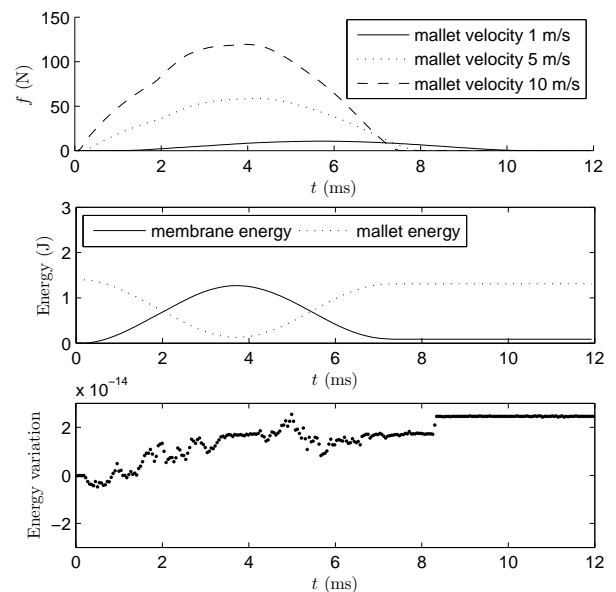 150
100
50
0
f (N)
mallet velocity 1 m/s
mallet velocity 5 m/s
mallet velocity 10 m/s
0 2 4 6 8 10 12
t (ms)
3
2
1
0
Energy (J)
membrane energy mallet energy
0 2 4 6 8 10 12
t (ms)
x 10⁻¹⁴
2
0
−2
Energy variation
0 2 4 6 8 10 12
t (ms)